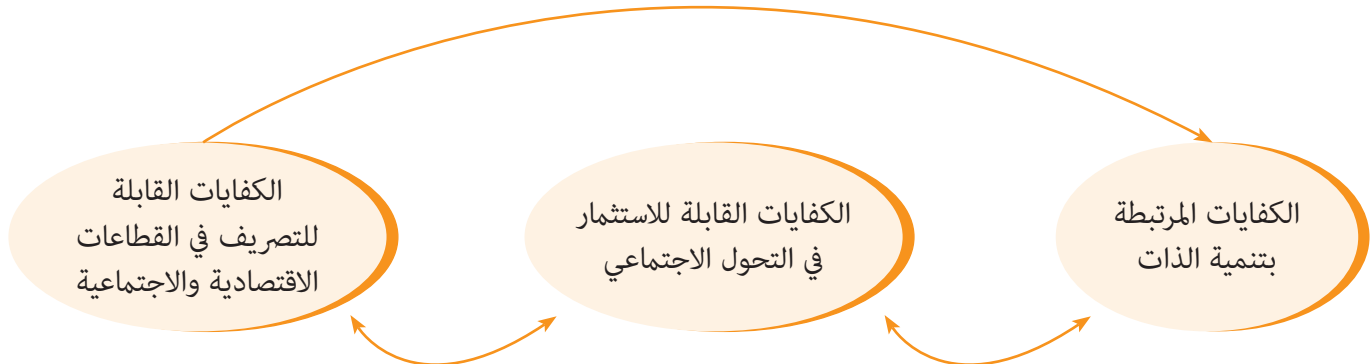 الكفايات المرتبطة
بتنمية الذات
الكفايات القابلة للاستثمار
في التحول الاجتماعي
الكفايات القابلة
للتصريف في القطاعات
الاقتصادية والاجتماعية